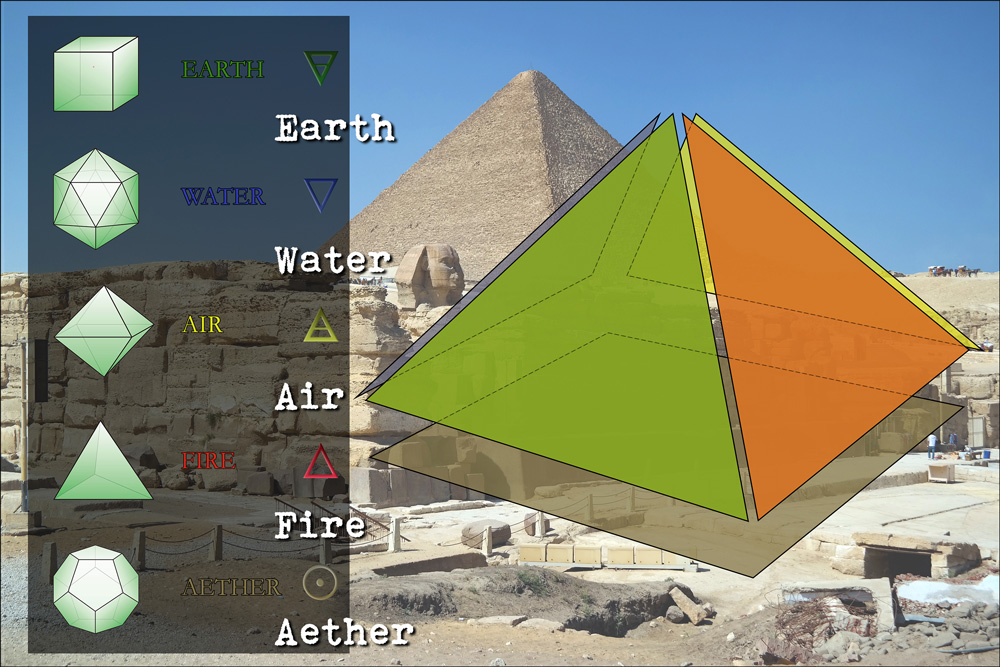 EARTH
Earth
WATER
Water
AIR
Air
FIRE
Fire
AETHER
Aether